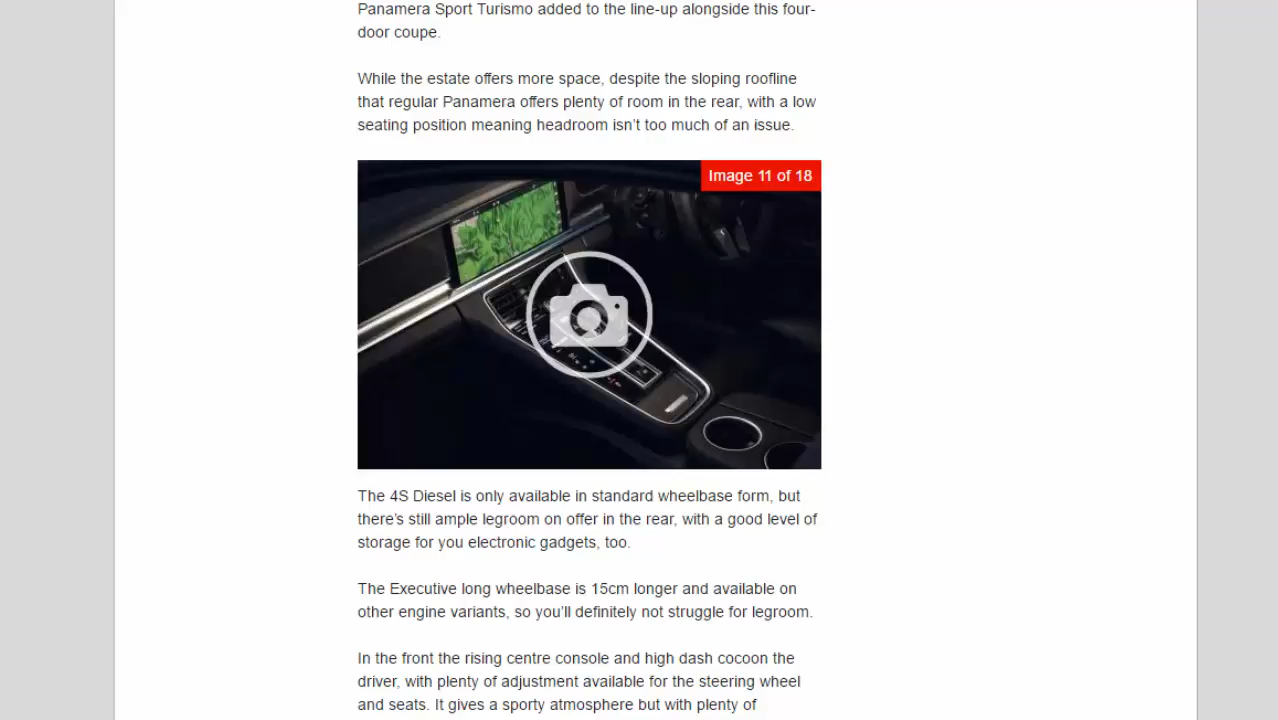 Panamera Sport Turismo added to the line-up alongside this four-
door coupe.
While the estate offers more space, despite the sloping roofline
that regular Panamera offers plenty of room in the rear, with a low
seating position meaning headroom isn’t too much of an issue.
Image 11 of 18
The 4S Diesel is only available in standard wheelbase form, but
there’s still ample legroom on offer in the rear, with a good level of
storage for you electronic gadgets, too.
The Executive long wheelbase is 15cm longer and available on
other engine variants, so you’ll definitely not struggle for legroom.
In the front the rising centre console and high dash cocoon the
driver, with plenty of adjustment available for the steering wheel
and seats. It gives a sporty atmosphere but with plenty of